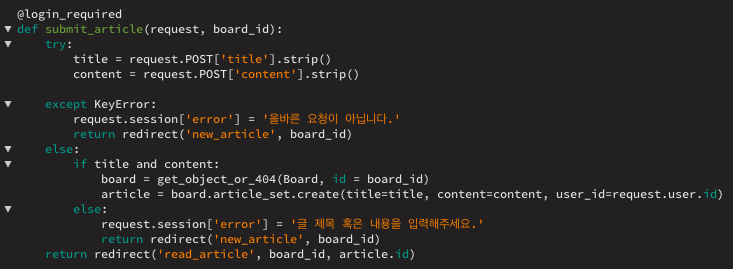 @login_required
def submit_article(request, board_id):
    try:
        title = request.POST['title'].strip()
        content = request.POST['content'].strip()

    except KeyError:
        request.session['error'] = '올바른 요청이 아닙니다.'
        return redirect('new_article', board_id)
    else:
        if title and content:
            board = get_object_or_404(Board, id = board_id)
            article = board.article_set.create(title=title, content=content, user_id=request.user.id)
        else:
            request.session['error'] = '글 제목 혹은 내용을 입력해주세요.'
            return redirect('new_article', board_id)
    return redirect('read_article', board_id, article.id)